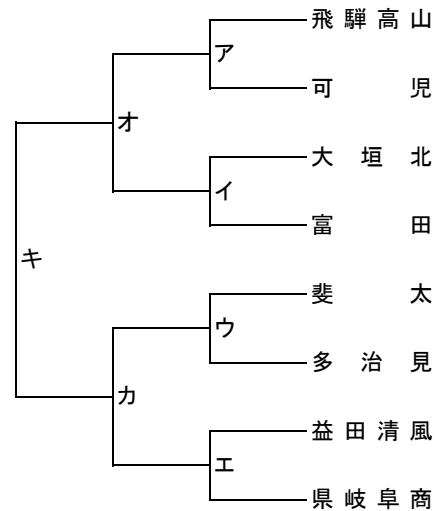 飛騨高山
ア
可児
オ
大垣北
イ
富田
キ
斐太
ウ
多治見
カ
益田清風
エ
県岐阜商